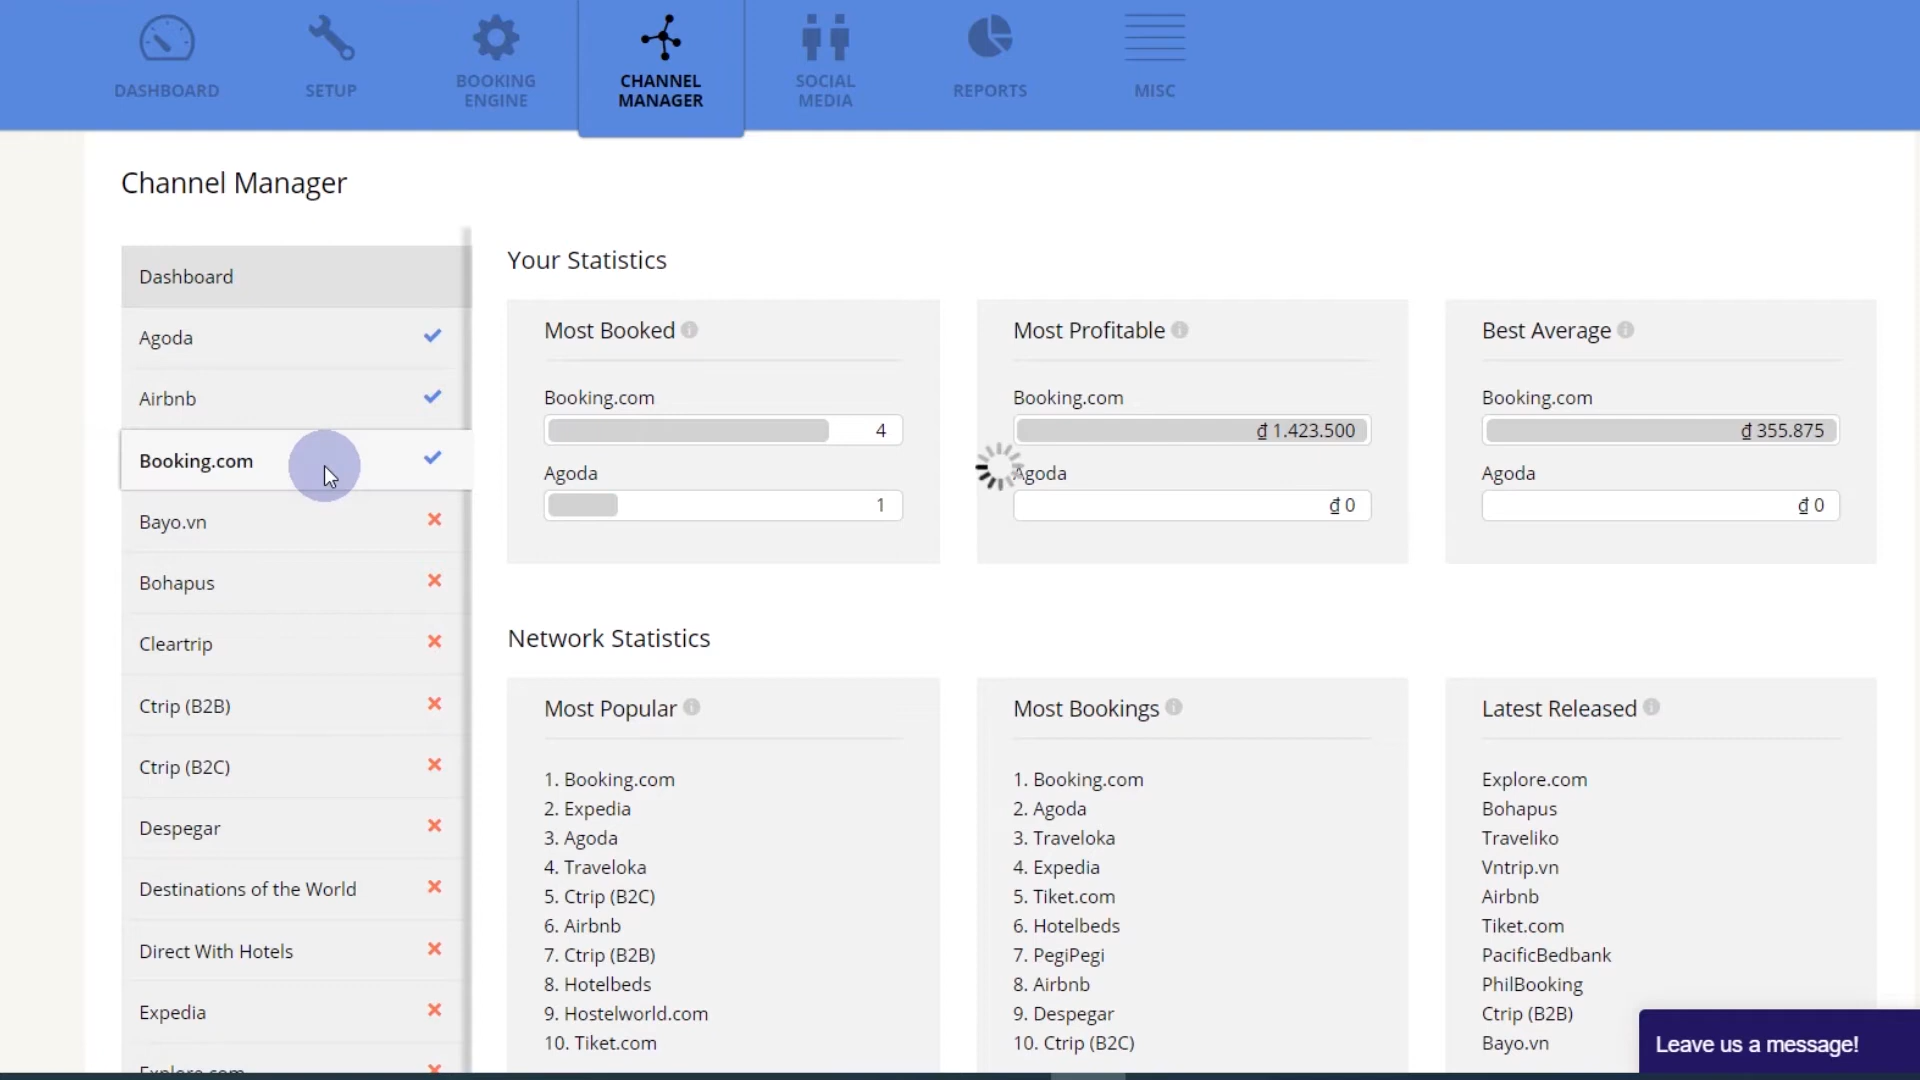 DASHBOARD
SETUP
BOOKING
ENGINE
CHANNEL
MANAGER
SOCIAL
MEDIA
REPORTS
MISC
Channel Manager
Dashboard
Agoda
Airbnb
Booking.com
Bayo.vn
Bohapus
Cleartrip
Ctrip (B2B)
Ctrip (B2C)
Despegar
Destinations of the World
Direct With Hotels
Expedia
Explore.com
Your Statistics
Most Booked
Booking.com
4
Agoda
1
Most Profitable
Booking.com
₫ 1.423.500
Agoda
₫ 0
Best Average
Booking.com
₫ 355.875
Agoda
₫ 0
Network Statistics
Most Popular
1. Booking.com
2. Expedia
3. Agoda
4. Traveloka
5. Ctrip (B2C)
6. Airbnb
7. Ctrip (B2B)
8. Hotelbeds
9. Hostelworld.com
10. Tiket.com
Most Bookings
1. Booking.com
2. Agoda
3. Traveloka
4. Expedia
5. Tiket.com
6. Hotelbeds
7. PegiPegi
8. Airbnb
9. Despegar
10. Ctrip (B2C)
Latest Released
Explore.com
Bohapus
Traveliko
Vntrip.vn
Airbnb
Tiket.com
PacificBedbank
PhilBooking
Ctrip (B2B)
Bayo.vn
Leave us a message!